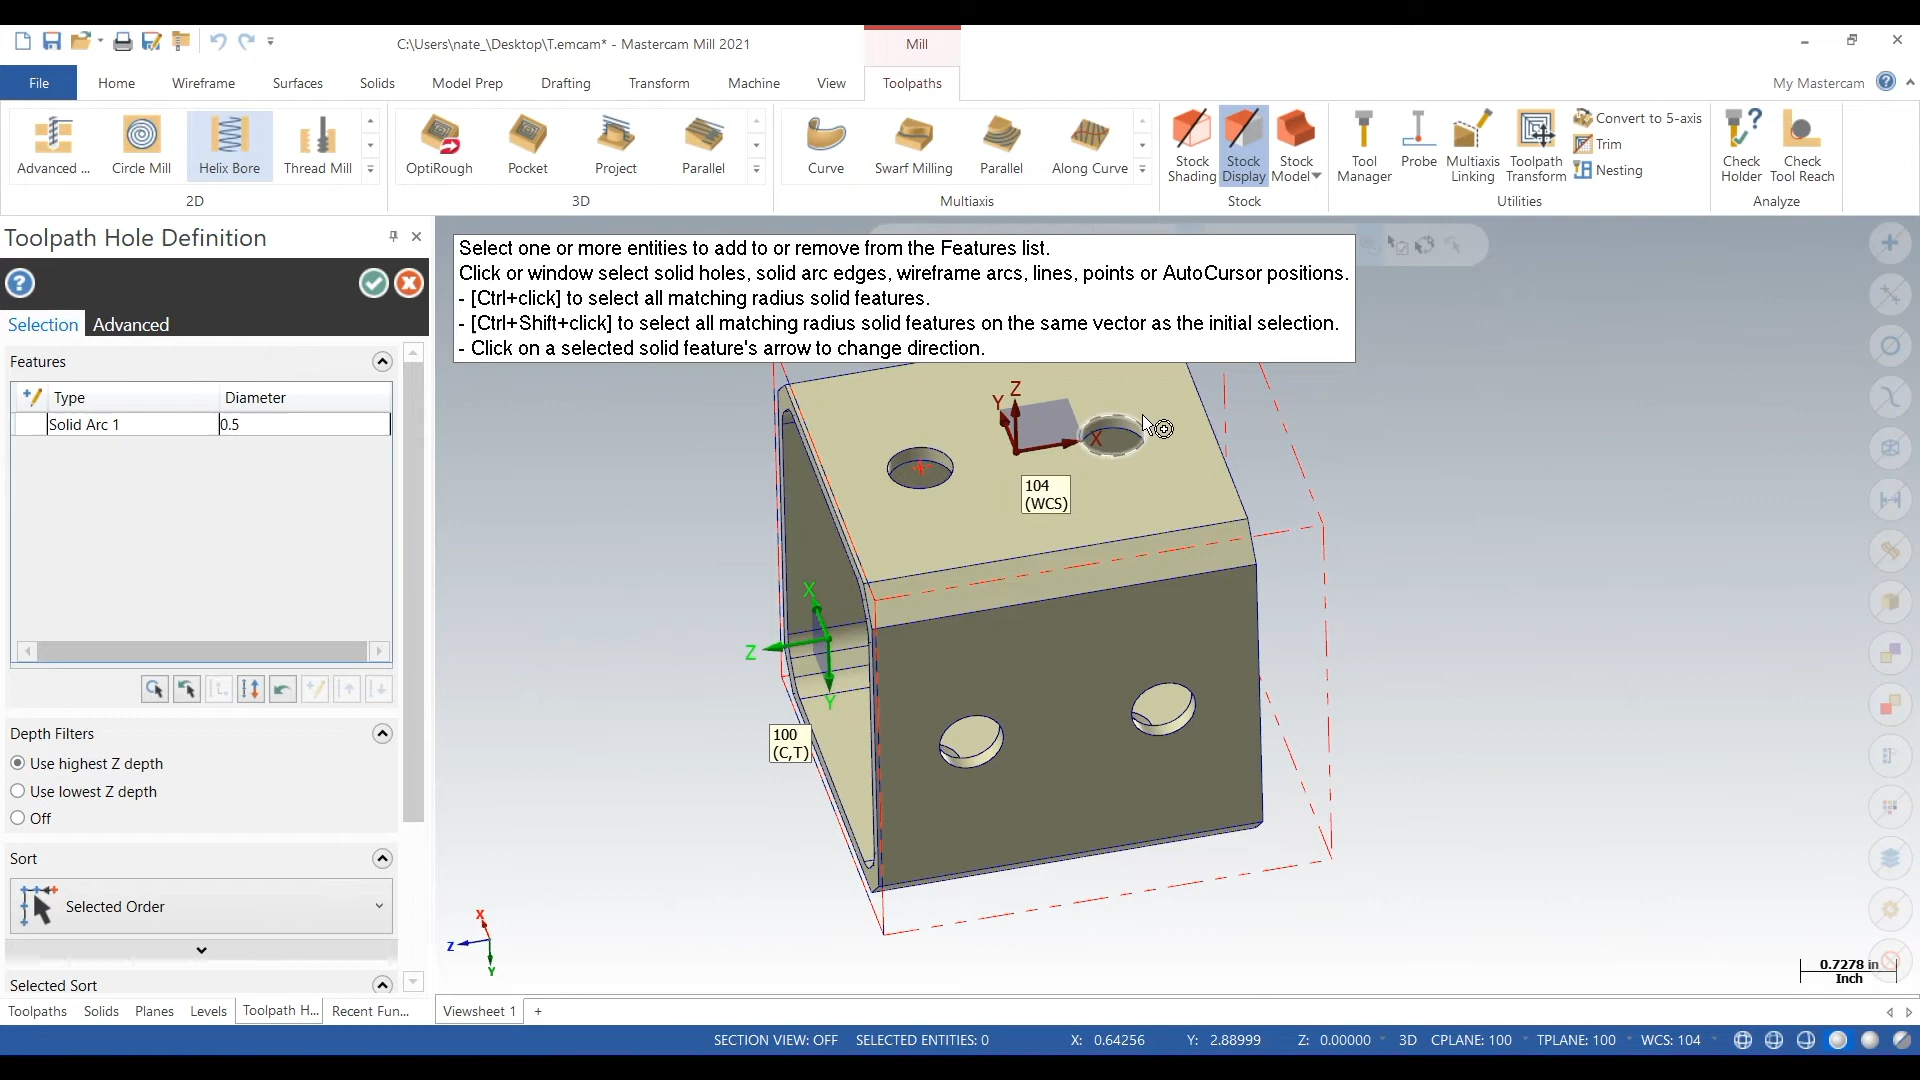 C:\Users\nate_\Desktop\T.emcam* - Mastercam Mill 2021
Mill
File
Home
Wireframe
Surfaces
Solids
Model Prep
Drafting
Transform
Machine
View
Toolpaths
My Mastercam
Advanced ...
Circle Mill
Helix Bore
Thread Mill
2D
OptiRough
Pocket
Project
Parallel
3D
Curve
Swarf Milling
Parallel
Along Curve
Multiaxis
Stock
Shading
Stock
Display
Stock
Model
Stock
Tool
Manager
Probe
Multiaxis
Linking
Toolpath
Transform
Convert to 5-axis
Trim
Nesting
Utilities
Check
Holder
Check
Tool Reach
Analyze
Toolpath Hole Definition
Selection
Advanced
Features
Type
Diameter
Solid Arc 1
0.5
Depth Filters
Use highest Z depth
Use lowest Z depth
Off
Sort
Selected Order
Selected Sort
Select one or more entities to add to or remove from the Features list.
Click or window select solid holes, solid arc edges, wireframe arcs, lines, points or AutoCursor positions.
- [Ctrl+click] to select all matching radius solid features.
- [Ctrl+Shift+click] to select all matching radius solid features on the same vector as the initial selection.
- Click on a selected solid feature's arrow to change direction.
Z
Y
X
104
(WCS)
X
Z
Y
100
(C,T)
X
Z
Y
0.7278 in
Inch
Toolpaths
Solids
Planes
Levels
Toolpath H...
Recent Fun...
Viewsheet 1
+
SECTION VIEW: OFF
SELECTED ENTITIES: 0
X: 0.64256
Y: 2.88999
Z: 0.00000
3D
CPLANE: 100
TPLANE: 100
WCS: 104